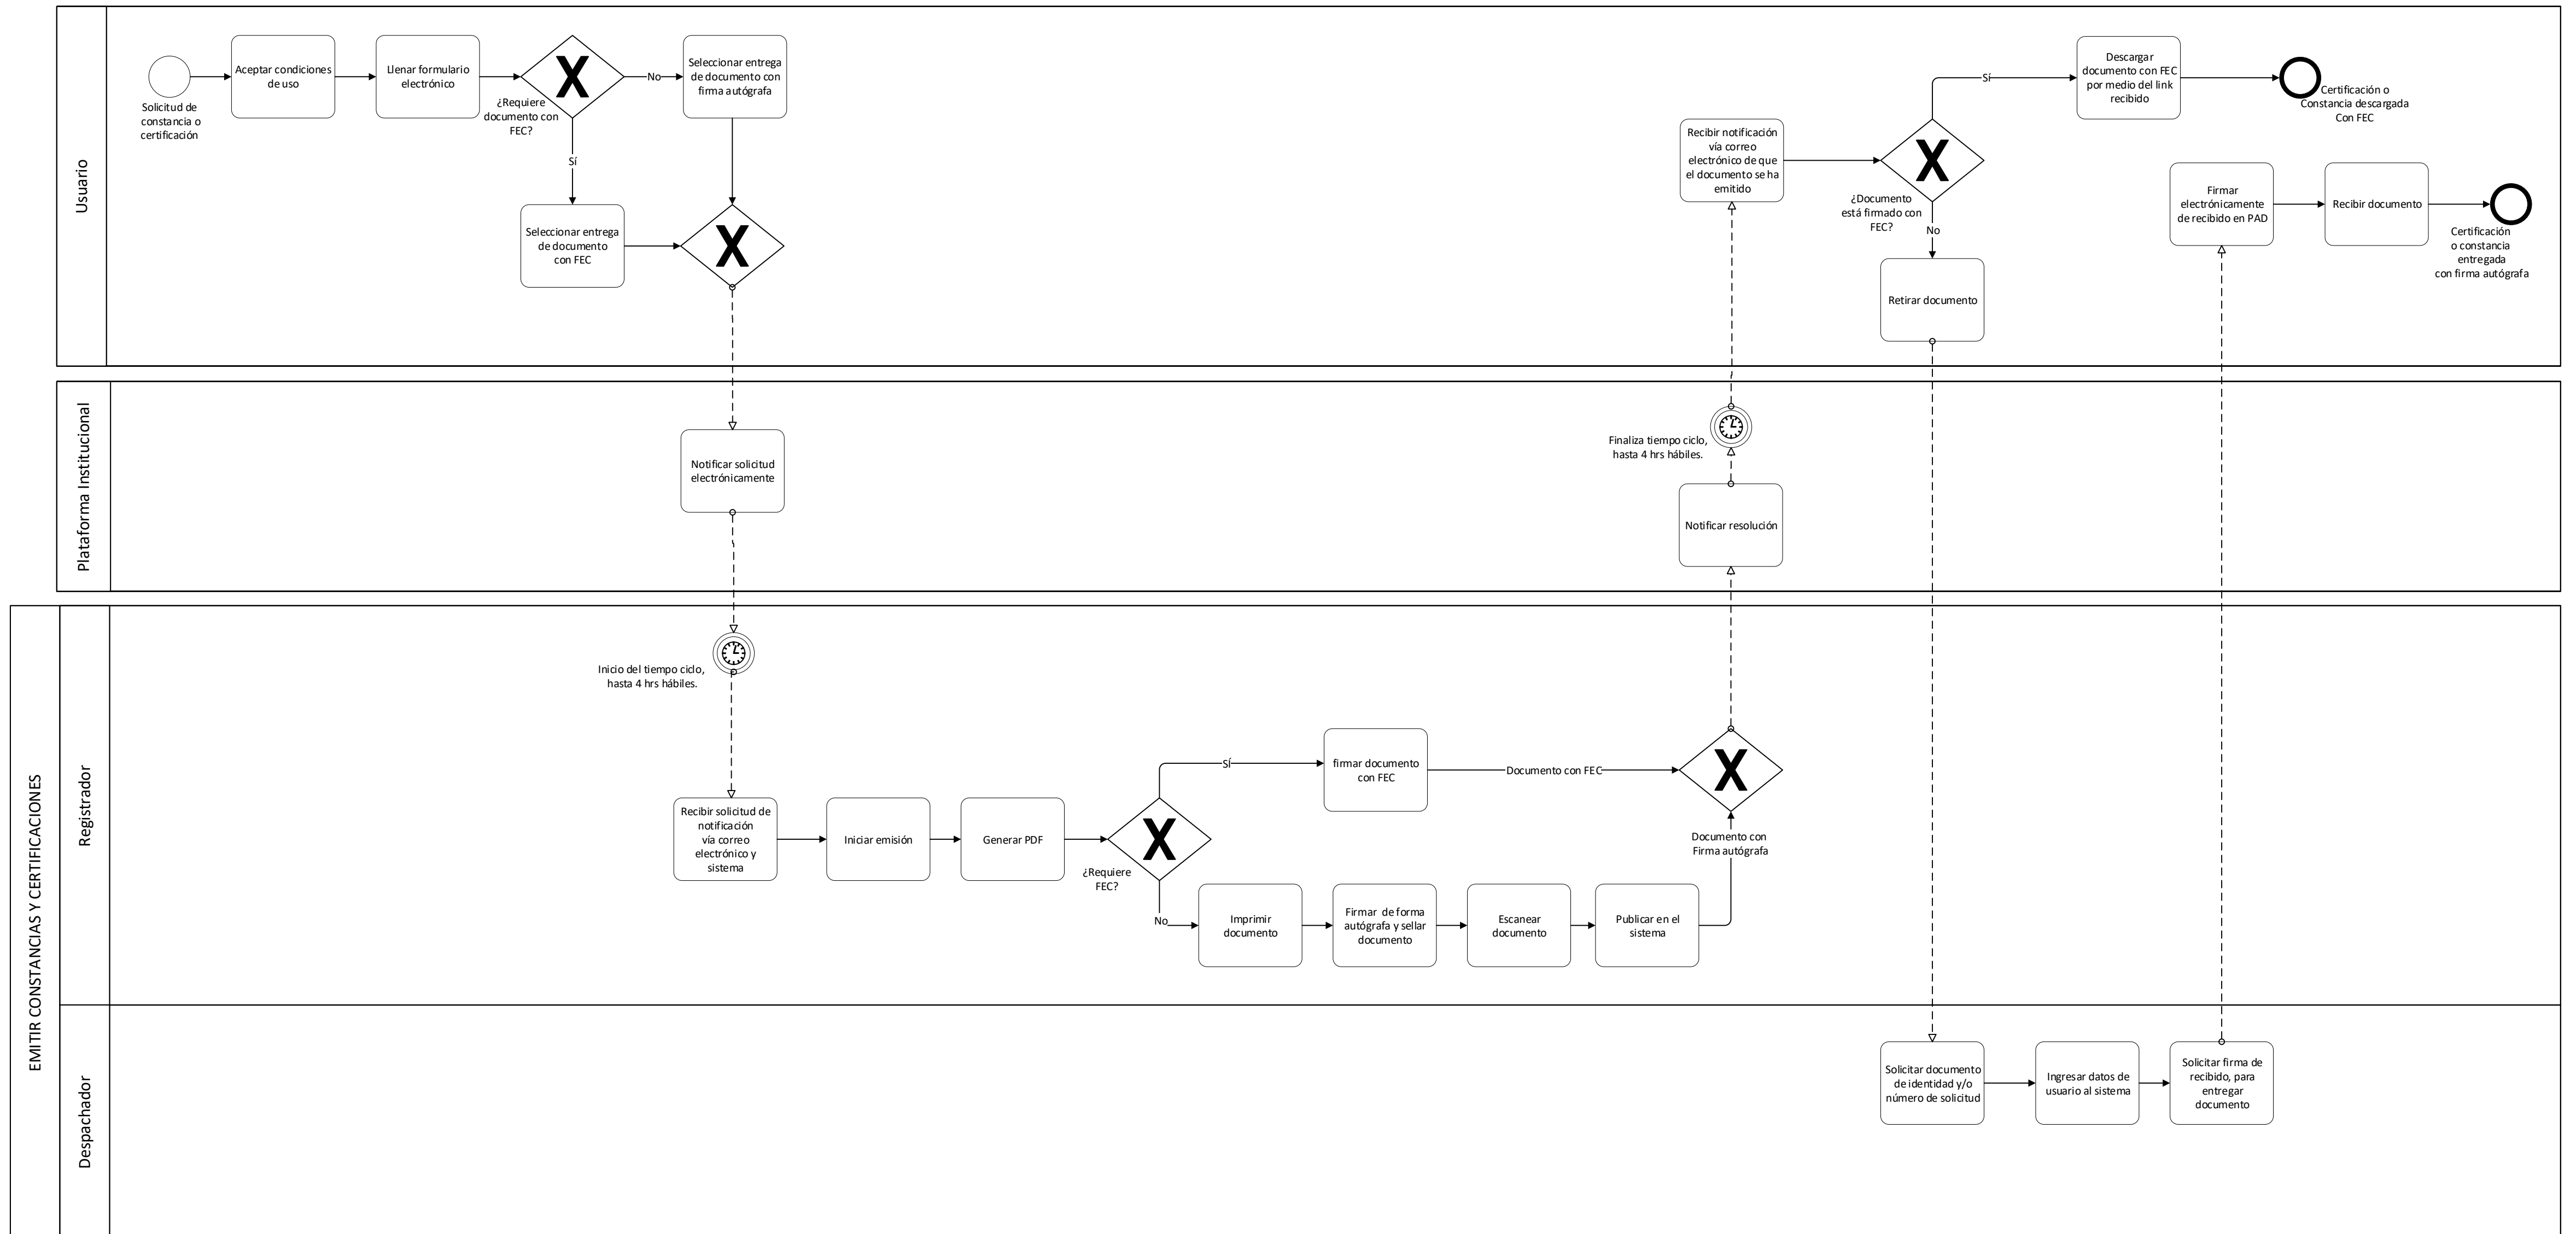 Usuario
Solicitud de
constancia o
certificación
Aceptar condiciones
de uso
Llenar formulario
electrónico
X
¿Requiere
documento con
FEC?
No
Seleccionar entrega
de documento con
firma autógrafa
Sí
Seleccionar entrega
de documento
con FEC
X
Recibir notificación
vía correo
electrónico de que
el documento se ha
emitido
X
¿Documento
está firmado con
FEC?
Sí
Descargar
documento con FEC
por medio del link
recibido
Certificación o
Constancia descargada
Con FEC
No
Retirar documento
Firmar
electrónicamente
de recibido en PAD
Recibir documento
Certificación
o constancia
entregada
con firma autógrafa
Plataforma Institucional
Notificar solicitud
electrónicamente
Finaliza tiempo ciclo,
hasta 4 hrs hábiles.
Notificar resolución
EMITIR CONSTANCIAS Y CERTIFICACIONES
Registrador
Inicio del tiempo ciclo,
hasta 4 hrs hábiles.
Recibir solicitud de
notificación
vía correo
electrónico y
sistema
Iniciar emisión
Generar PDF
X
¿Requiere
FEC?
SÍ
firmar documento
con FEC
Documento con FEC
X
No
Imprimir
documento
Firmar de forma
autógrafa y sellar
documento
Escanear
documento
Publicar en el
sistema
Documento con
Firma autógrafa
Despachador
Solicitar documento
de identidad y/o
número de solicitud
Ingresar datos de
usuario al sistema
Solicitar firma de
recibido, para
entregar
documento